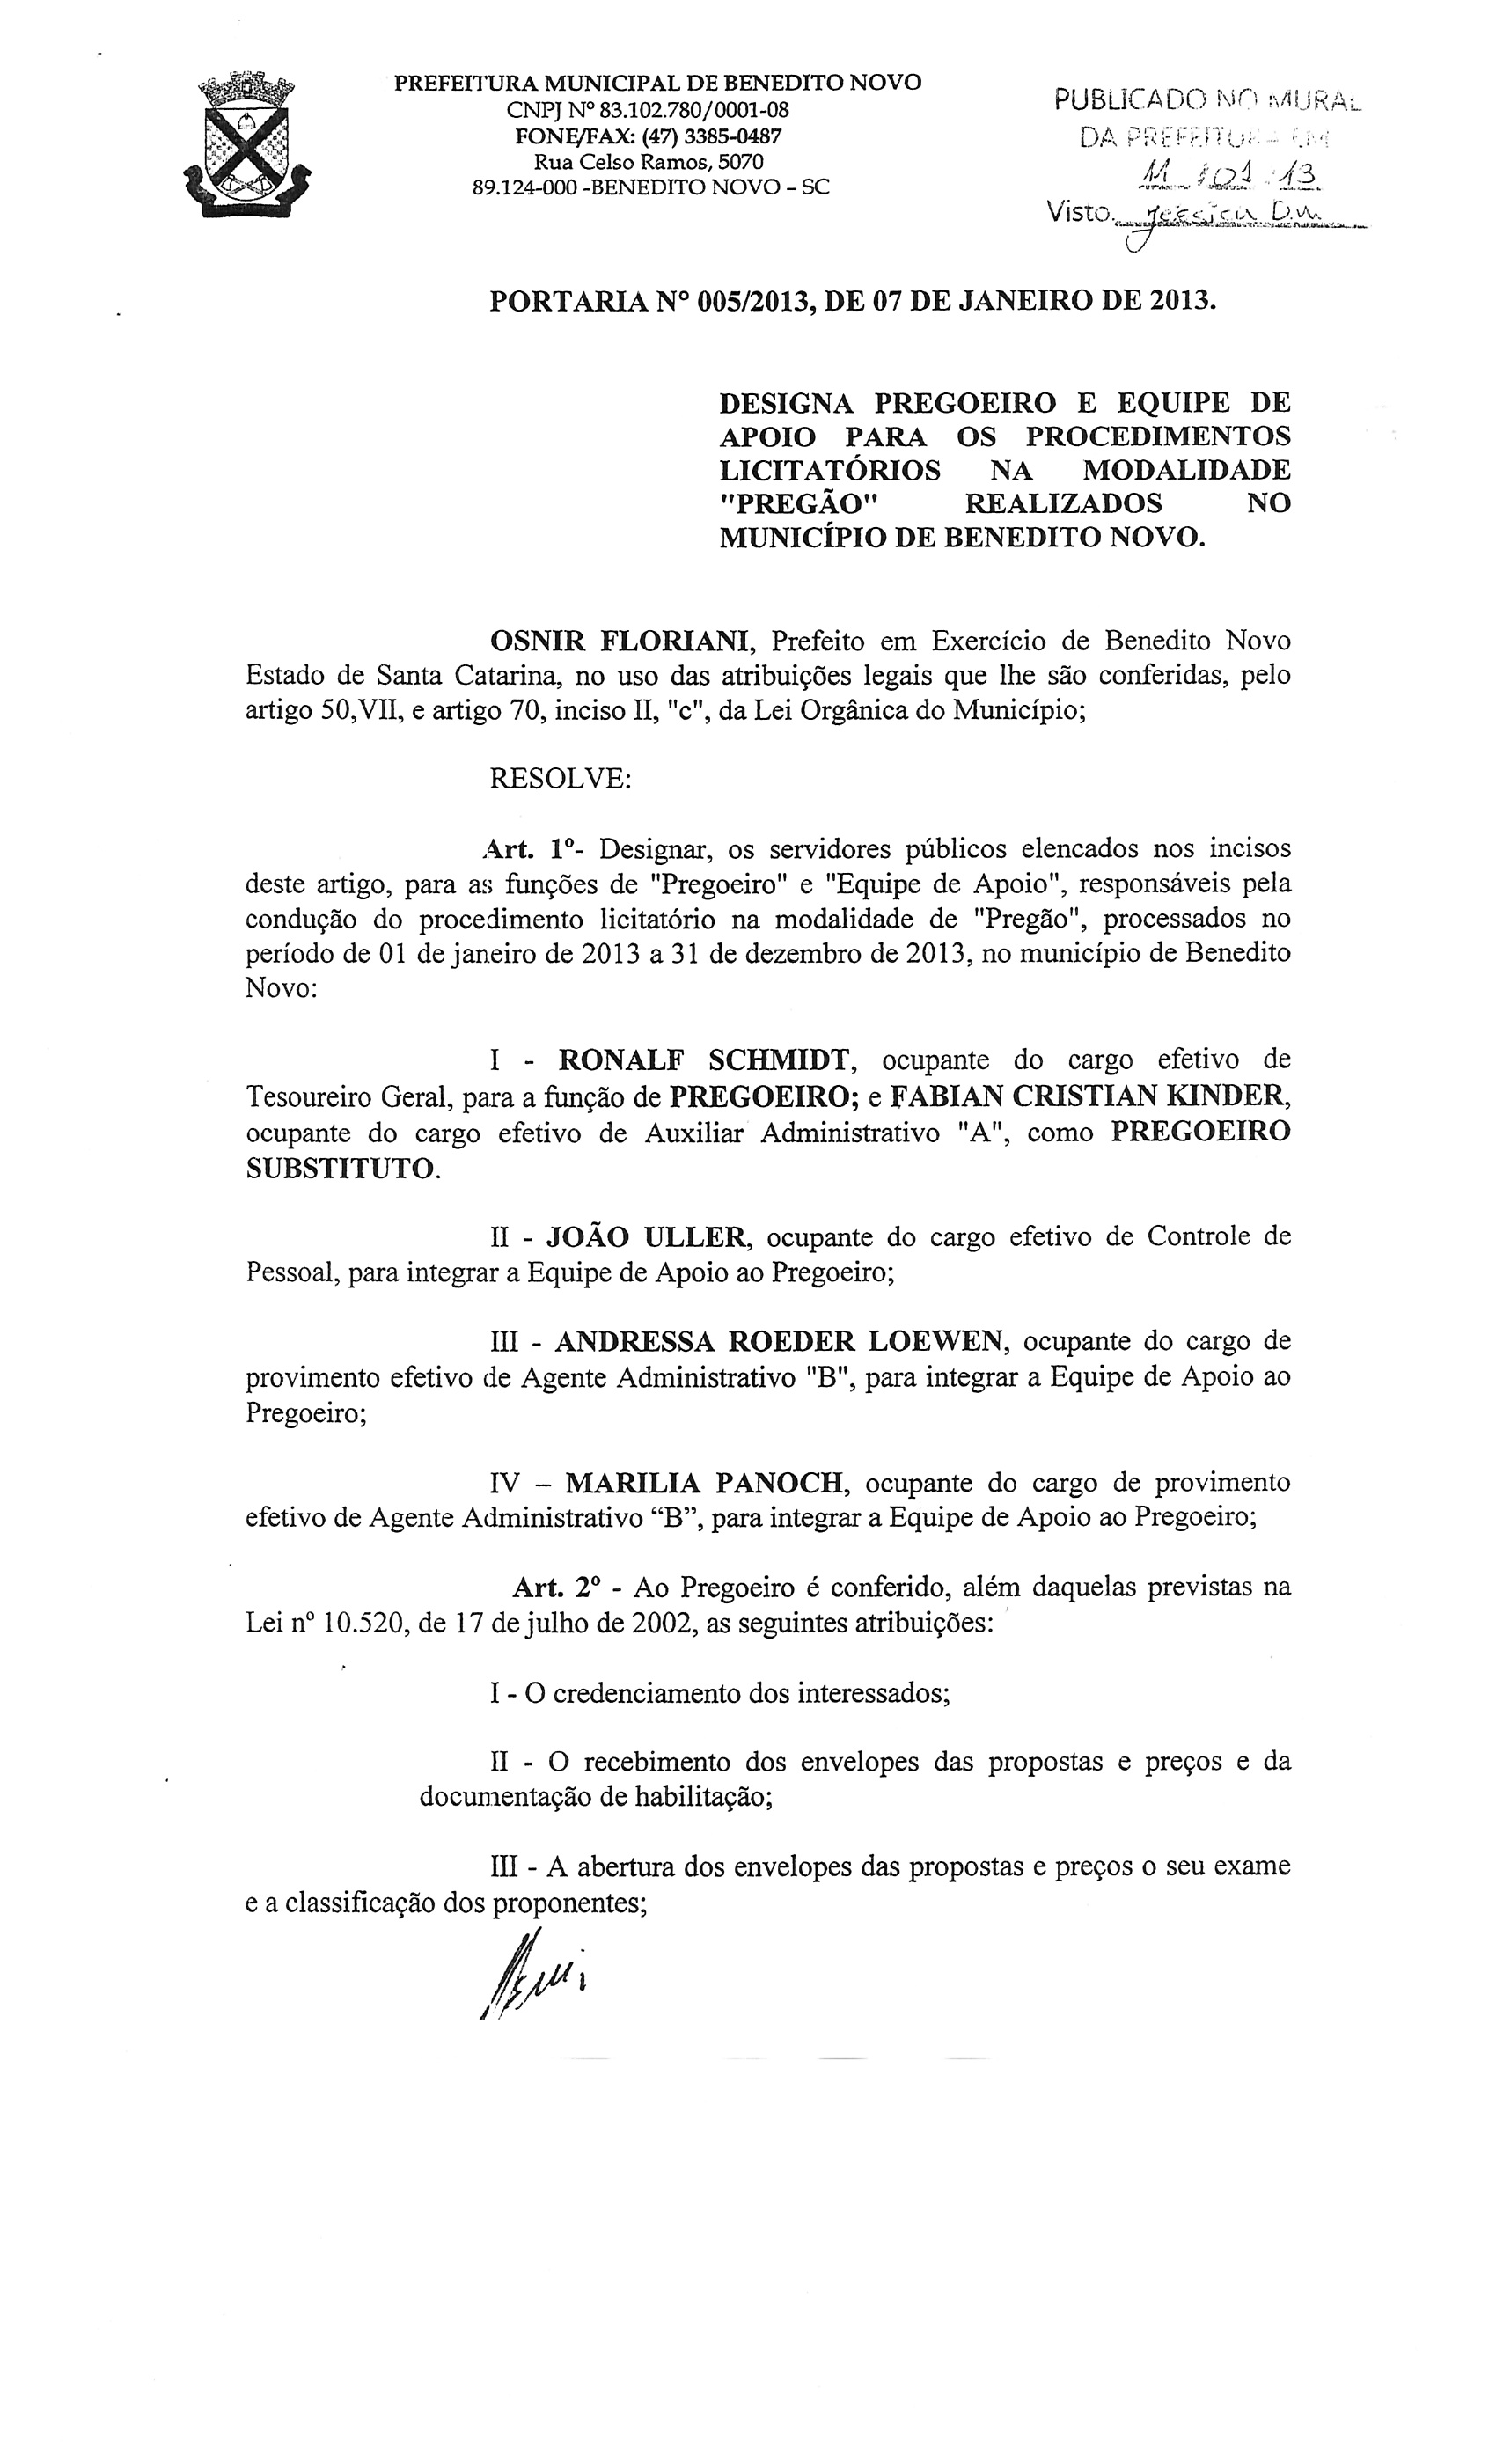 PREFEITURA MUNICIPAL DE BENEDITO NOVO
CNPJ Nº 83.102.780/0001-08
FONE/FAX: (47) 3385-0487
Rua Celso Ramos, 5070
89.124-000 -BENEDITO NOVO – SC
PUBLICADO NO MURAL
DA PREFEITURA EM
11 / 01 / 13
Visto. Jessica D.M
PORTARIA Nº 005/2013, DE 07 DE JANEIRO DE 2013.
DESIGNA PREGOEIRO E EQUIPE DE
APOIO PARA OS PROCEDIMENTOS
LICITATÓRIOS NA MODALIDADE
"PREGÃO" REALIZADOS NO
MUNICÍPIO DE BENEDITO NOVO.
OSNIR FLORIANI, Prefeito em Exercício de Benedito Novo
Estado de Santa Catarina, no uso das atribuições legais que lhe são conferidas, pelo
artigo 50,VII, e artigo 70, inciso II, "c", da Lei Orgânica do Município;
RESOLVE:
Art. 1º- Designar, os servidores públicos elencados nos incisos
deste artigo, para as funções de "Pregoeiro" e "Equipe de Apoio", responsáveis pela
condução do procedimento licitatório na modalidade de "Pregão", processados no
período de 01 de janeiro de 2013 a 31 de dezembro de 2013, no município de Benedito
Novo:
I - RONALF SCHMIDT, ocupante do cargo efetivo de
Tesoureiro Geral, para a função de PREGOEIRO; e FABIAN CRISTIAN KINDER,
ocupante do cargo efetivo de Auxiliar Administrativo "A", como PREGOEIRO
SUBSTITUTO.
II - JOÃO ULLER, ocupante do cargo efetivo de Controle de
Pessoal, para integrar a Equipe de Apoio ao Pregoeiro;
III - ANDRESSA ROEDER LOEWEN, ocupante do cargo de
provimento efetivo de Agente Administrativo "B", para integrar a Equipe de Apoio ao
Pregoeiro;
IV – MARILIA PANOCH, ocupante do cargo de provimento
efetivo de Agente Administrativo “B”, para integrar a Equipe de Apoio ao Pregoeiro;
Art. 2º - Ao Pregoeiro é conferido, além daquelas previstas na
Lei nº 10.520, de 17 de julho de 2002, as seguintes atribuições:
I - O credenciamento dos interessados;
II - O recebimento dos envelopes das propostas e preços e da
documentação de habilitação;
III - A abertura dos envelopes das propostas e preços o seu exame
e a classificação dos proponentes;